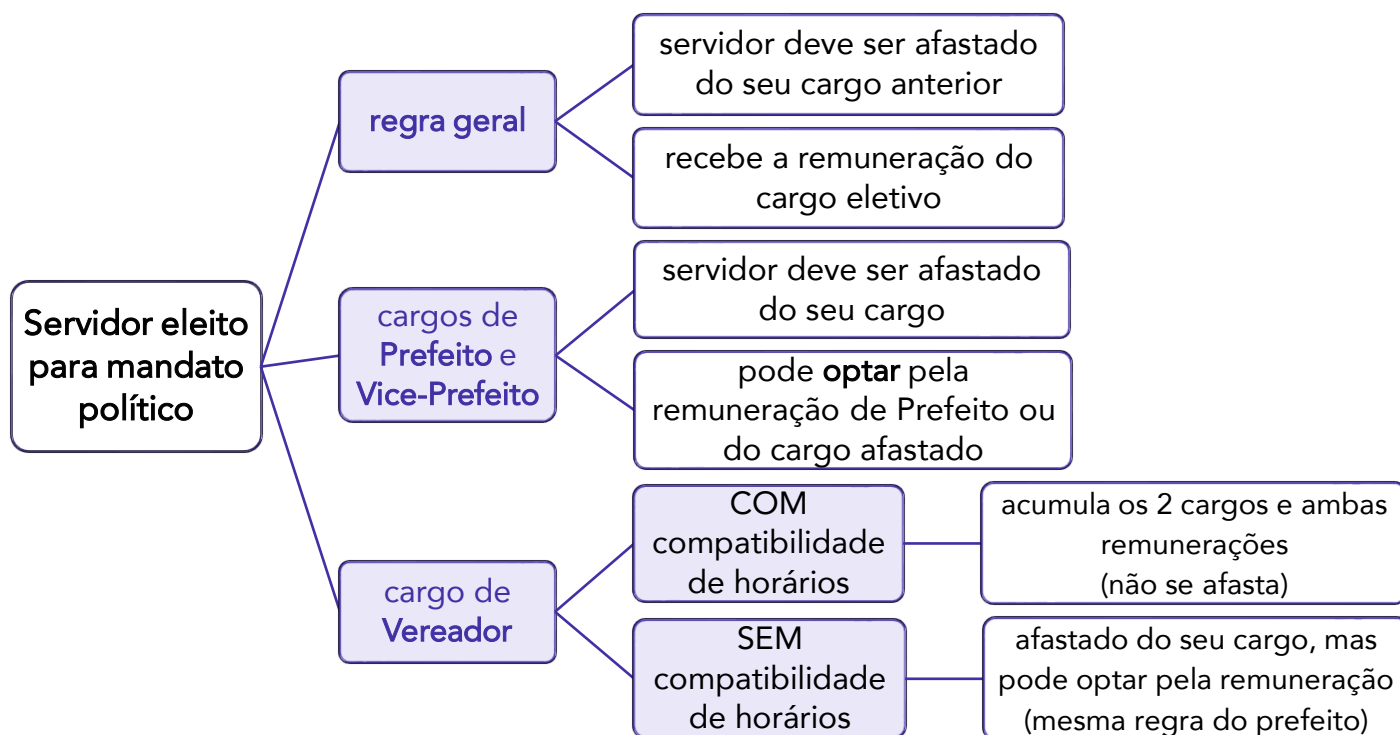 Servidor eleito
para mandato
político
regra geral
servidor deve ser afastado
do seu cargo anterior
recebe a remuneração do
cargo eletivo
cargos de
Prefeito e
Vice-Prefeito
servidor deve ser afastado
do seu cargo
pode optar pela
remuneração de Prefeito ou
do cargo afastado
cargo de
Vereador
COM
compatibilidade
de horários
acumula os 2 cargos e ambas
remunerações
(não se afasta)
SEM
compatibilidade
de horários
afastado do seu cargo, mas
pode optar pela remuneração
(mesma regra do prefeito)